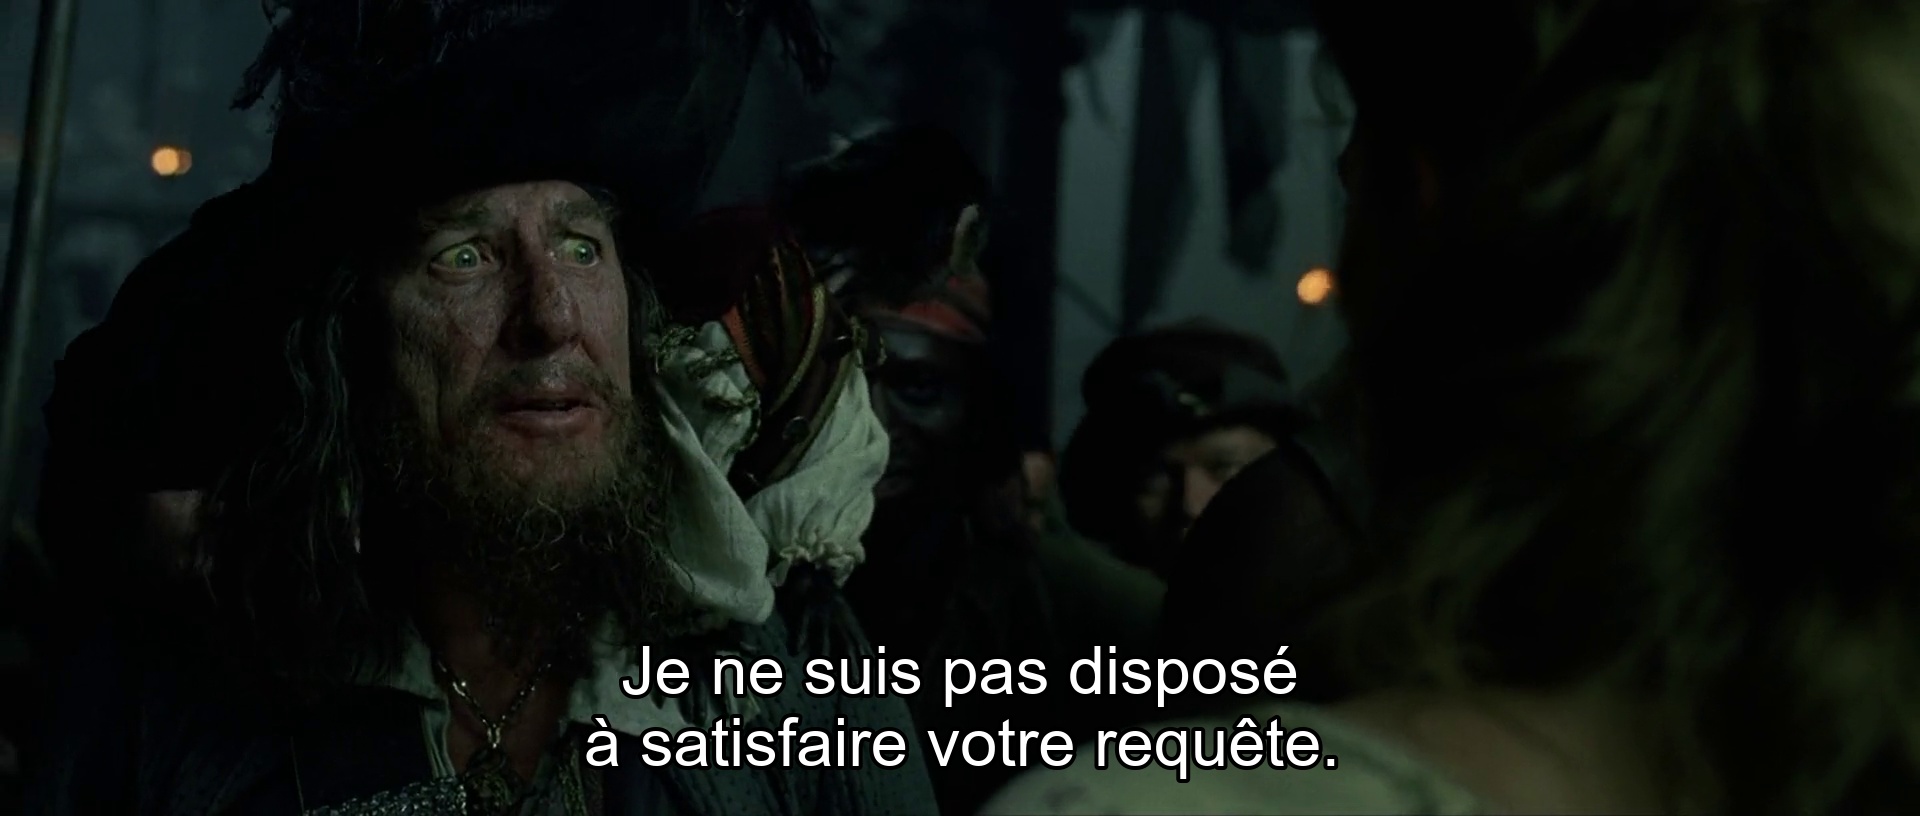 Je ne suis pas disposé
à satisfaire votre requête.